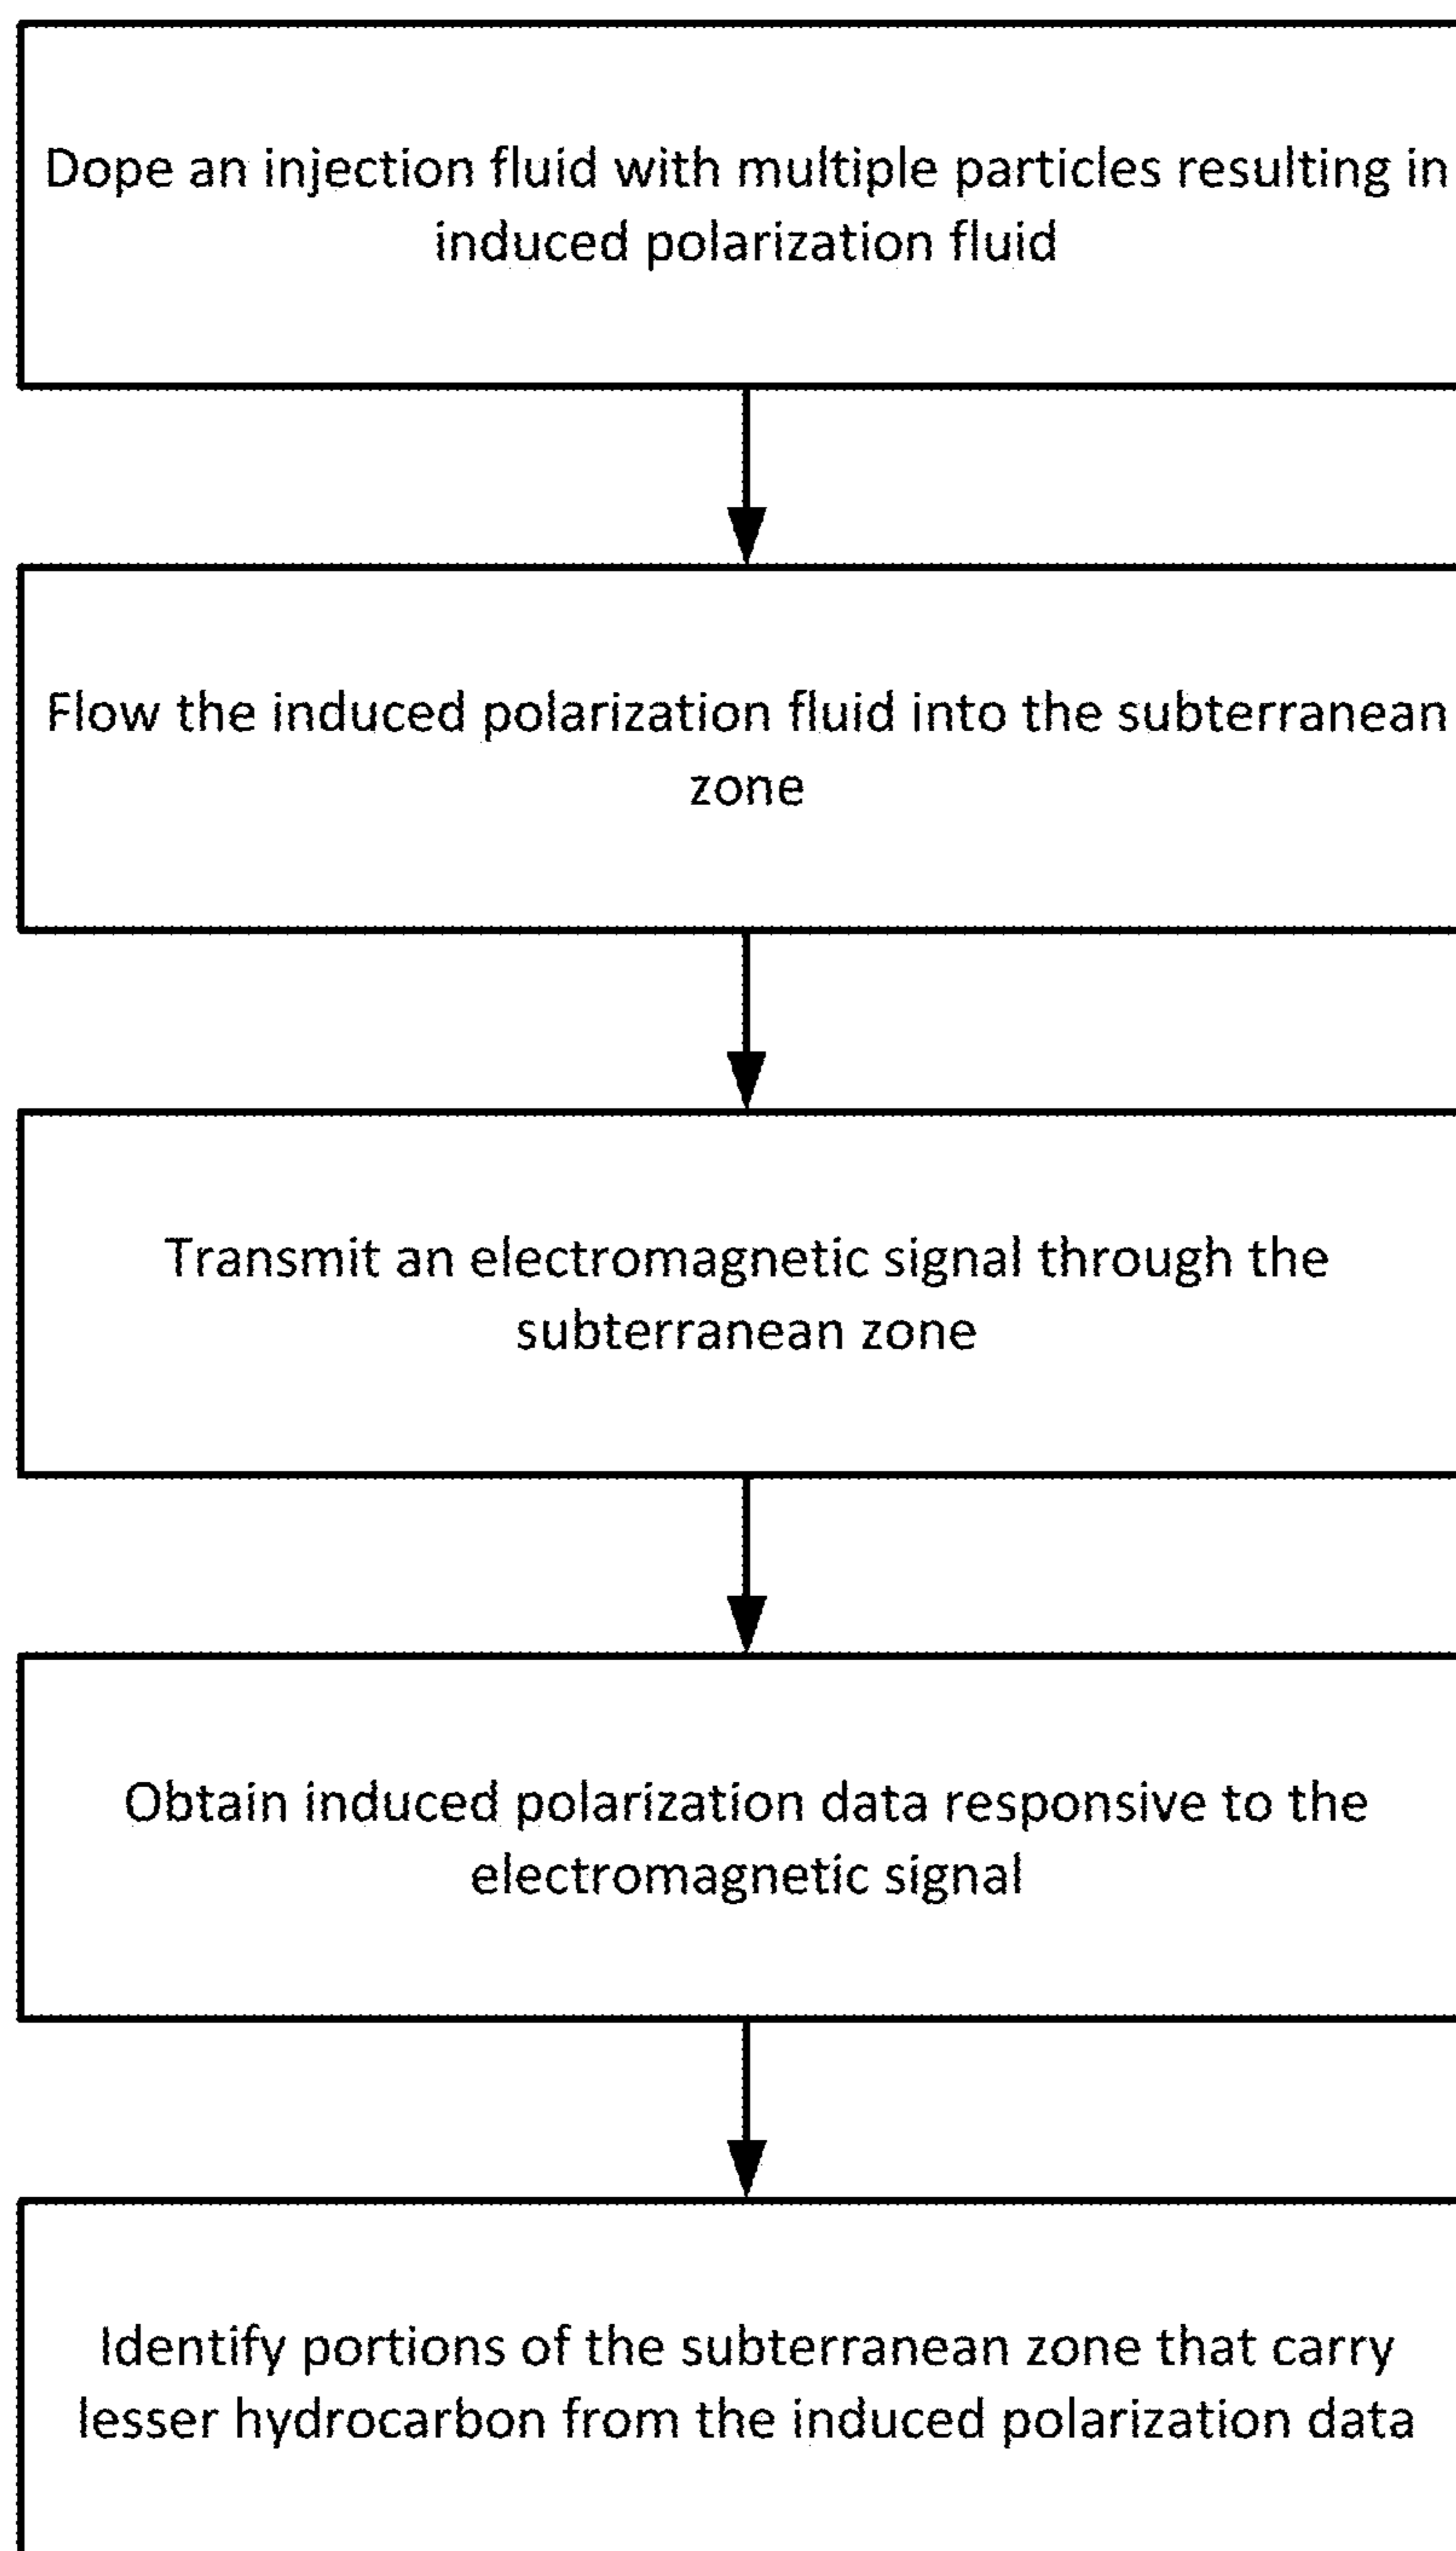 Dope an injection fluid with multiple particles resulting in
induced polarization fluid
Flow the induced polarization fluid into the subterranean
zone
Transmit an electromagnetic signal through the
subterranean zone
Obtain induced polarization data responsive to the
electromagnetic signal
Identify portions of the subterranean zone that carry
lesser hydrocarbon from the induced polarization data